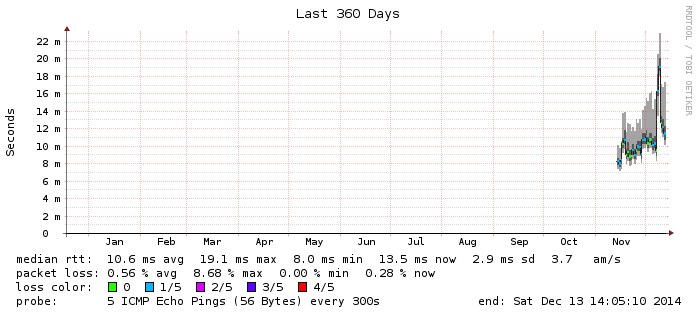 Last 360 Days
RRDTOOL / TOBI OETIKER
Seconds
22 m
20 m
18 m
16 m
14 m
12 m
10 m
8 m
6 m
4 m
2 m
0
Jan Feb Mar Apr May Jun Jul Aug Sep Oct Nov
median rtt: 10.6 ms avg 19.1 ms max 8.0 ms min 13.5 ms now 2.9 ms sd 3.7 am/s
packet loss: 0.56 % avg 8.68 % max 0.00 % min 0.28 % now
loss color: 0 1/5 2/5 3/5 4/5
probe: 5 ICMP Echo Pings (56 Bytes) every 300s end: Sat Dec 13 14:05:10 2014